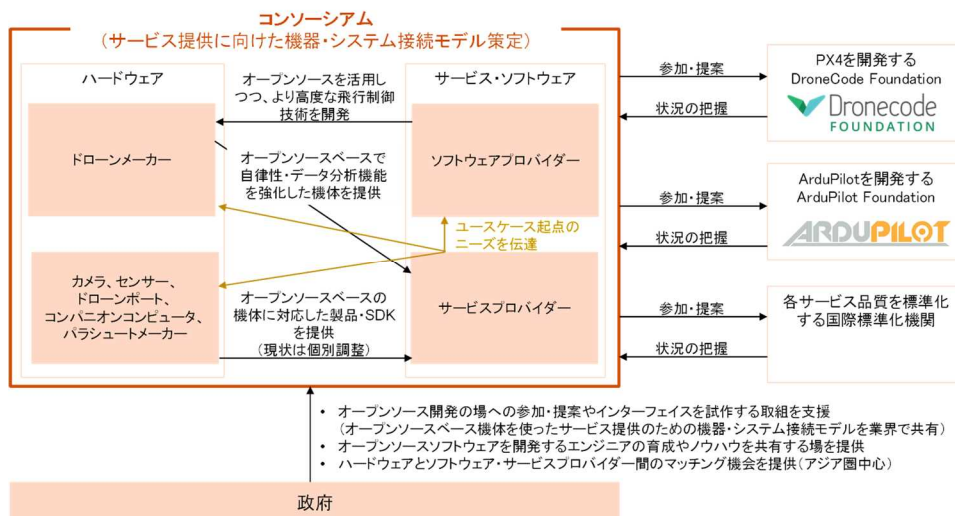 コンソーシアム
（サービス提供に向けた機器・システム接続モデル策定）
ハードウェア
オープンソースを活用し
つつ、より高度な飛行制御
技術を開発
サービス・ソフトウェア
ドローンメーカー
オープンソースベースで
自律性・データ分析機能
を強化した機体を提供
ソフトウェアプロバイダー
ユースケース起点の
ニーズを伝達
カメラ、センサー、
ドローンポート、
コンパニオンコンピュータ、
パラシュートメーカー
オープンソースベースの
機体に対応した製品・SDK
を提供
（現状は個別調整）
サービスプロバイダー
参加・提案
状況の把握
PX4を開発する
DroneCode Foundation
Dronecode
FOUNDATION
参加・提案
状況の把握
ArduPilotを開発する
ArduPilot Foundation
ARDUPILOT
参加・提案
状況の把握
各サービス品質を標準化
する国際標準化機関
• オープンソース開発の場への参加・提案やインターフェイスを試作する取組を支援
（オープンソースベース機体を使ったサービス提供のための機器・システム接続モデルを業界で共有）
• オープンソースソフトウェアを開発するエンジニアの育成やノウハウを共有する場を提供
• ハードウェアとソフトウェア・サービスプロバイダー間のマッチング機会を提供（アジア圏中心）
政府